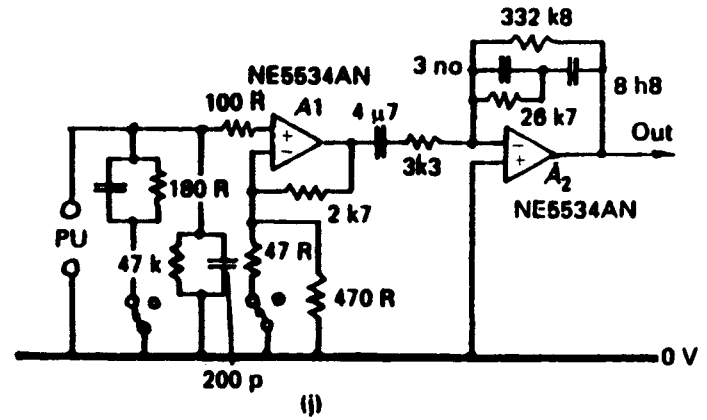 332 k8
3 no
8 h8
26 k7
NE5534AN
A1
100 R
4 µ7
3k3
Out
A2
NE5534AN
2 k7
180 R
PU
47 k
47 R
470 R
200 p
0 V
(j)